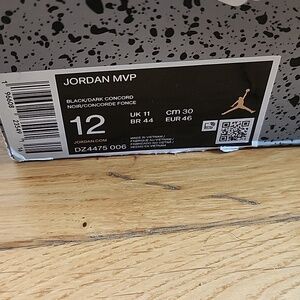 JORDAN MVP
BLACK/DARK CONCORD
NOIR/CONCORDE FONCE
12
UK 11
cm 30
BR 44
EUR 46
JORDAN.COM
DZ4475 006
MADE IN VIETNAM